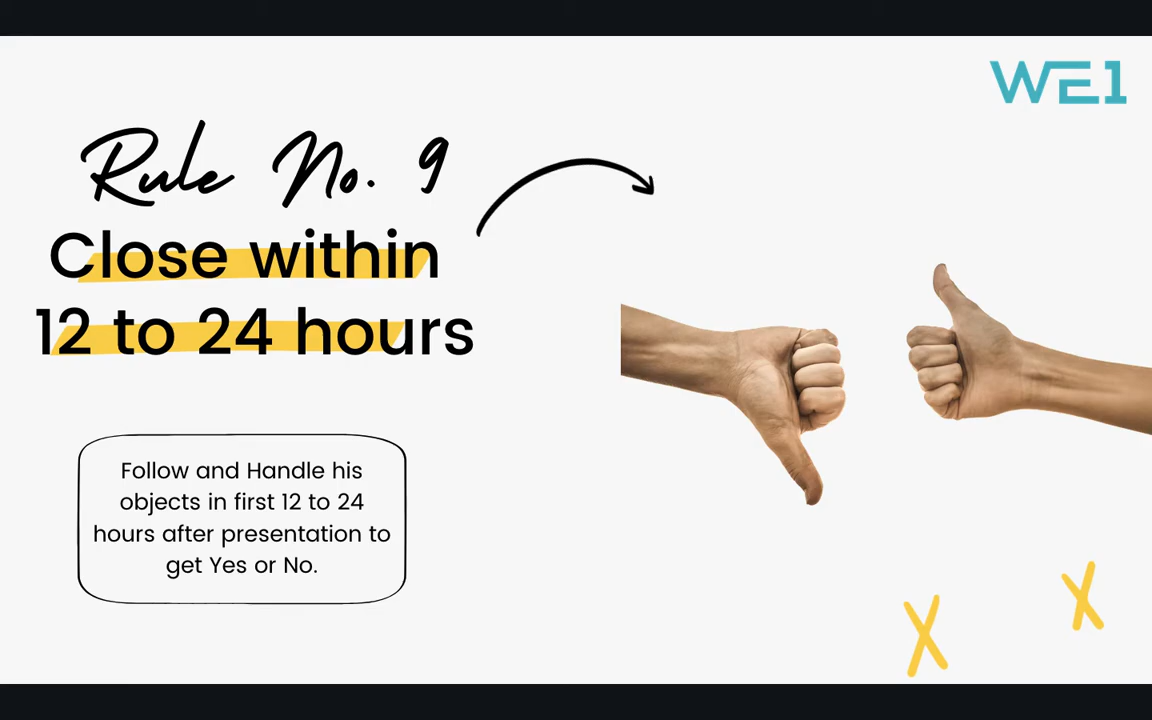 WE1
Rule No. 9
Close within
12 to 24 hours
Follow and Handle his
objects in first 12 to 24
hours after presentation to
get Yes or No.